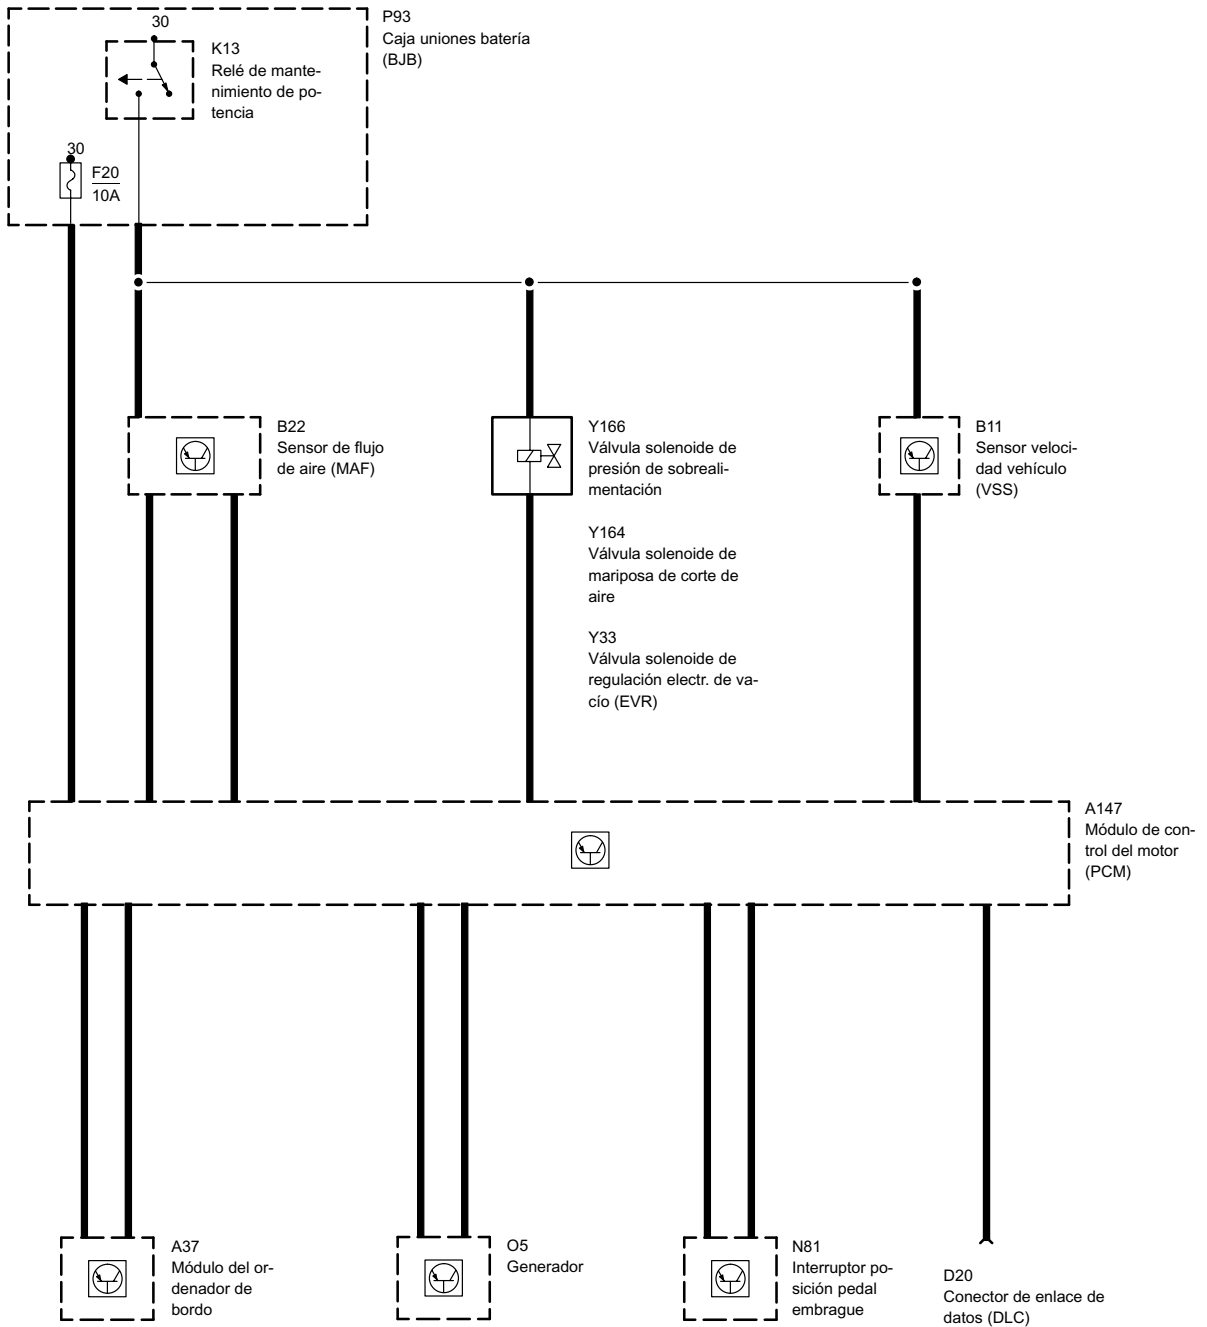 P93
Caja uniones batería
(BJB)
30
K13
Relé de mante-
nimiento de po-
tencia
30
F20
10A
B22
Sensor de flujo
de aire (MAF)
Y166
Válvula solenoide de
presión de sobreali-
mentación
Y164
Válvula solenoide de
mariposa de corte de
aire
Y33
Válvula solenoide de
regulación electr. de va-
cío (EVR)
B11
Sensor veloci-
dad vehículo
(VSS)
A147
Módulo de con-
trol del motor
(PCM)
A37
Módulo del or-
denador de
bordo
O5
Generador
N81
Interruptor po-
sición pedal
embrague
D20
Conector de enlace de
datos (DLC)